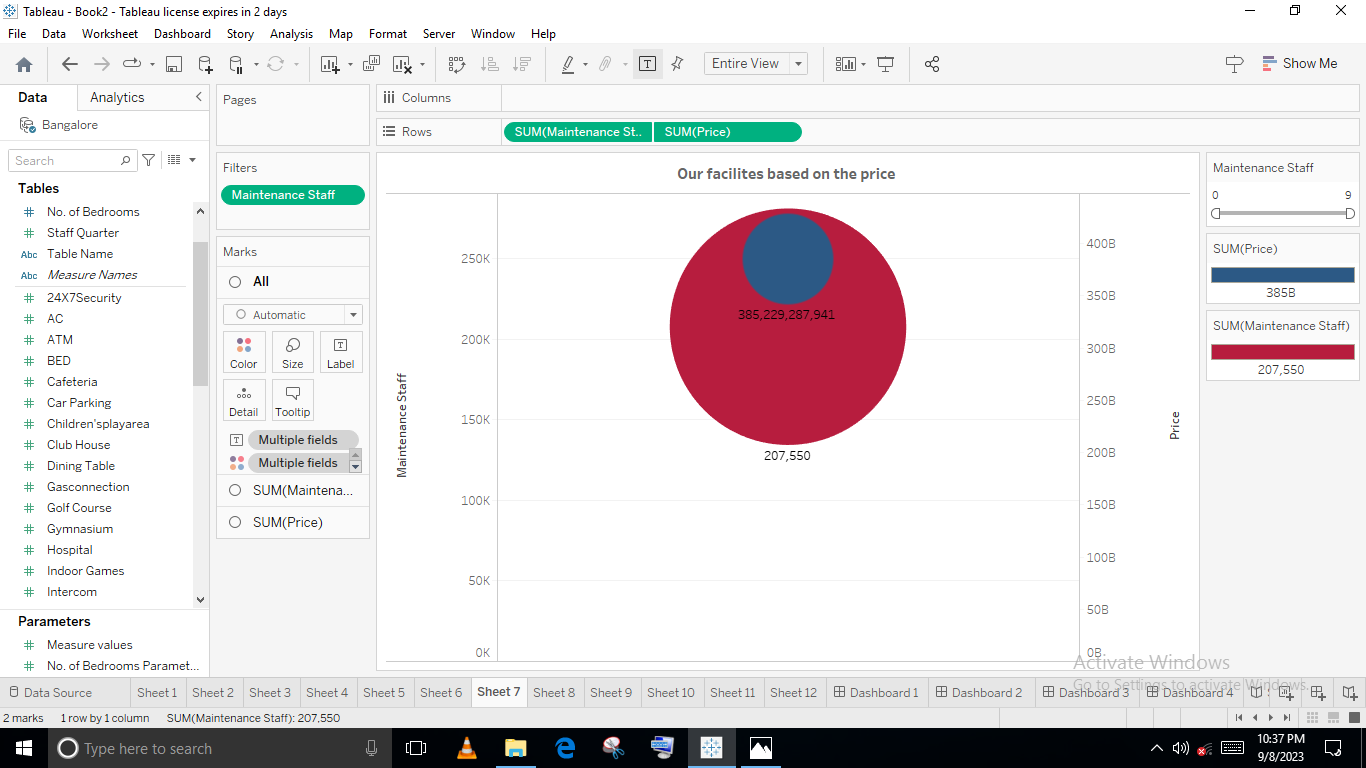 Tableau - Book2 - Tableau license expires in 2 days
File Data Worksheet Dashboard Story Analysis Map Format Server Window Help
Entire View
Show Me
Data Analytics
Bangalore
Search
Tables
No. of Bedrooms
Staff Quarter
Abc Table Name
Abc Measure Names
24X7Security
AC
ATM
BED
Cafeteria
Car Parking
Children'splayarea
Club House
Dining Table
Gasconnection
Golf Course
Gymnasium
Hospital
Indoor Games
Intercom
Parameters
Measure values
No. of Bedrooms Paramet...
Pages
Filters
Maintenance Staff
Marks
All
Automatic
Color Size Label
Detail Tooltip
Multiple fields
Multiple fields
SUM(Maintena...
SUM(Price)
Columns
Rows SUM(Maintenance St.. SUM(Price)
Our facilites based on the price
Maintenance Staff
250K
200K
150K
100K
50K
0K
385,229,287,941
207,550
400B
350B
300B
250B
200B
150B
100B
50B
0B
Price
Maintenance Staff
0 9
SUM(Price)
385B
SUM(Maintenance Staff)
207,550
Activate Windows
Go to Settings to activate Windows.
Data Source Sheet 1 Sheet 2 Sheet 3 Sheet 4 Sheet 5 Sheet 6 Sheet 7 Sheet 8 Sheet 9 Sheet 10 Sheet 11 Sheet 12 Dashboard 1 Dashboard 2 Dashboard 3 Dashboard 4
2 marks 1 row by 1 column SUM(Maintenance Staff): 207,550
Type here to search
10:37 PM
9/8/2023